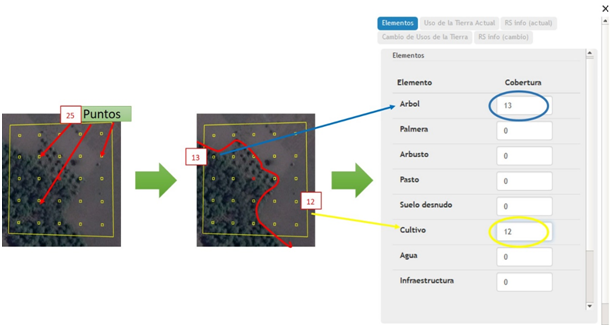 x
Elementos Uso de la Tierra Actual RS info (actual)
Cambio de Usos de la Tierra RS info (cambio)
Elementos
Elemento Cobertura
Arbol 13
Palmera 0
Arbusto 0
Pasto 0
Suelo desnudo 0
Cultivo 12
Agua 0
Infraestructura 0
25 Puntos
13
12